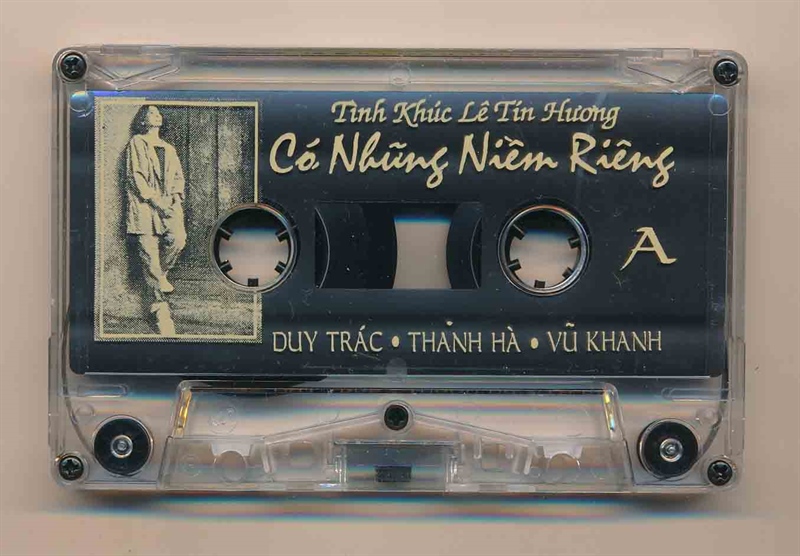 Tình Khúc Lê Tín Hương
Có Những Niềm Riêng
A
DUY TRÁC • THANH HÀ • VŨ KHANH